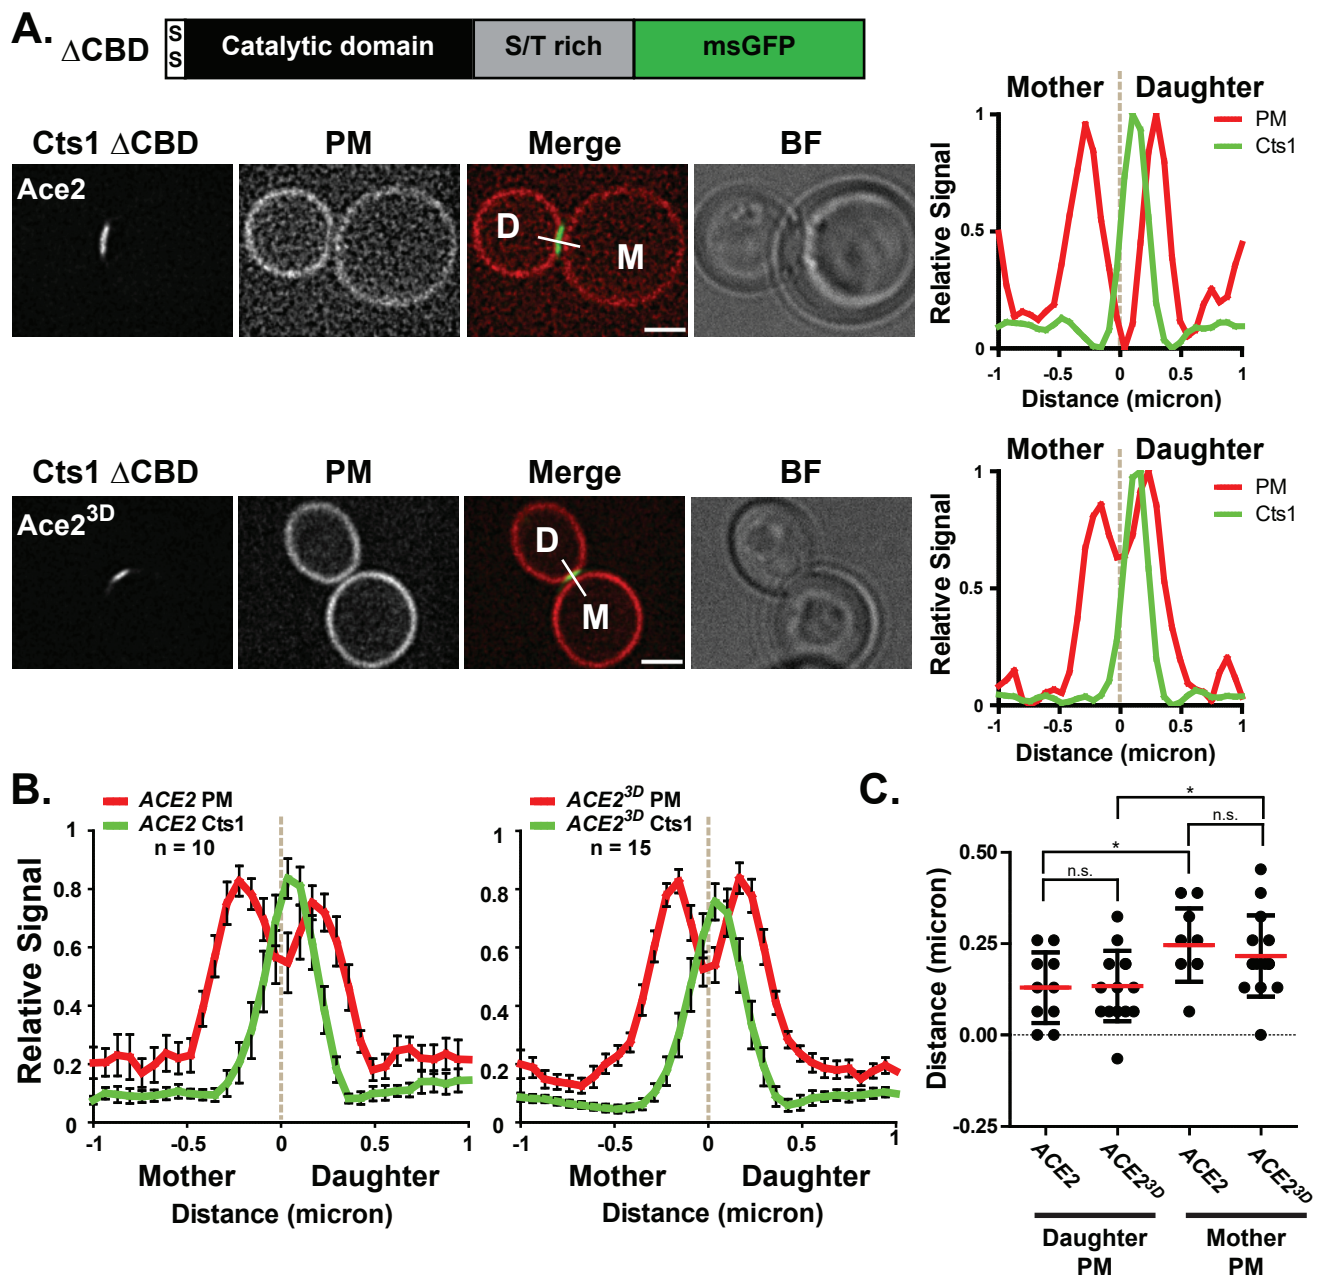 A.
ΔCBD
SS
Catalytic domain
S/T rich
msGFP
Cts1 ΔCBD
PM
Merge
BF
Ace2
D
M
Mother
Daughter
PM
Cts1
1
0.5
0
Relative Signal
-1
-0.5
0
0.5
1
Distance (micron)
Cts1 ΔCBD
PM
Merge
BF
Ace2 3D
D
M
Mother
Daughter
PM
Cts1
1
0.5
0
Relative Signal
-1
-0.5
0
0.5
1
Distance (micron)
B.
ACE2 PM
ACE2 Cts1
n = 10
1
0.8
0.6
0.4
0.2
0
Relative Signal
-1
-0.5
0
0.5
1
Mother
Daughter
Distance (micron)
ACE2 3D PM
ACE2 3D Cts1
n = 15
1
0.8
0.6
0.4
0.2
0
-1
-0.5
0
0.5
1
Mother
Daughter
Distance (micron)
C.
*
n.s.
*
n.s.
0.50
0.25
0.00
-0.25
Distance (micron)
ACE2
ACE2 3D
ACE2
ACE2 3D
Daughter
PM
Mother
PM